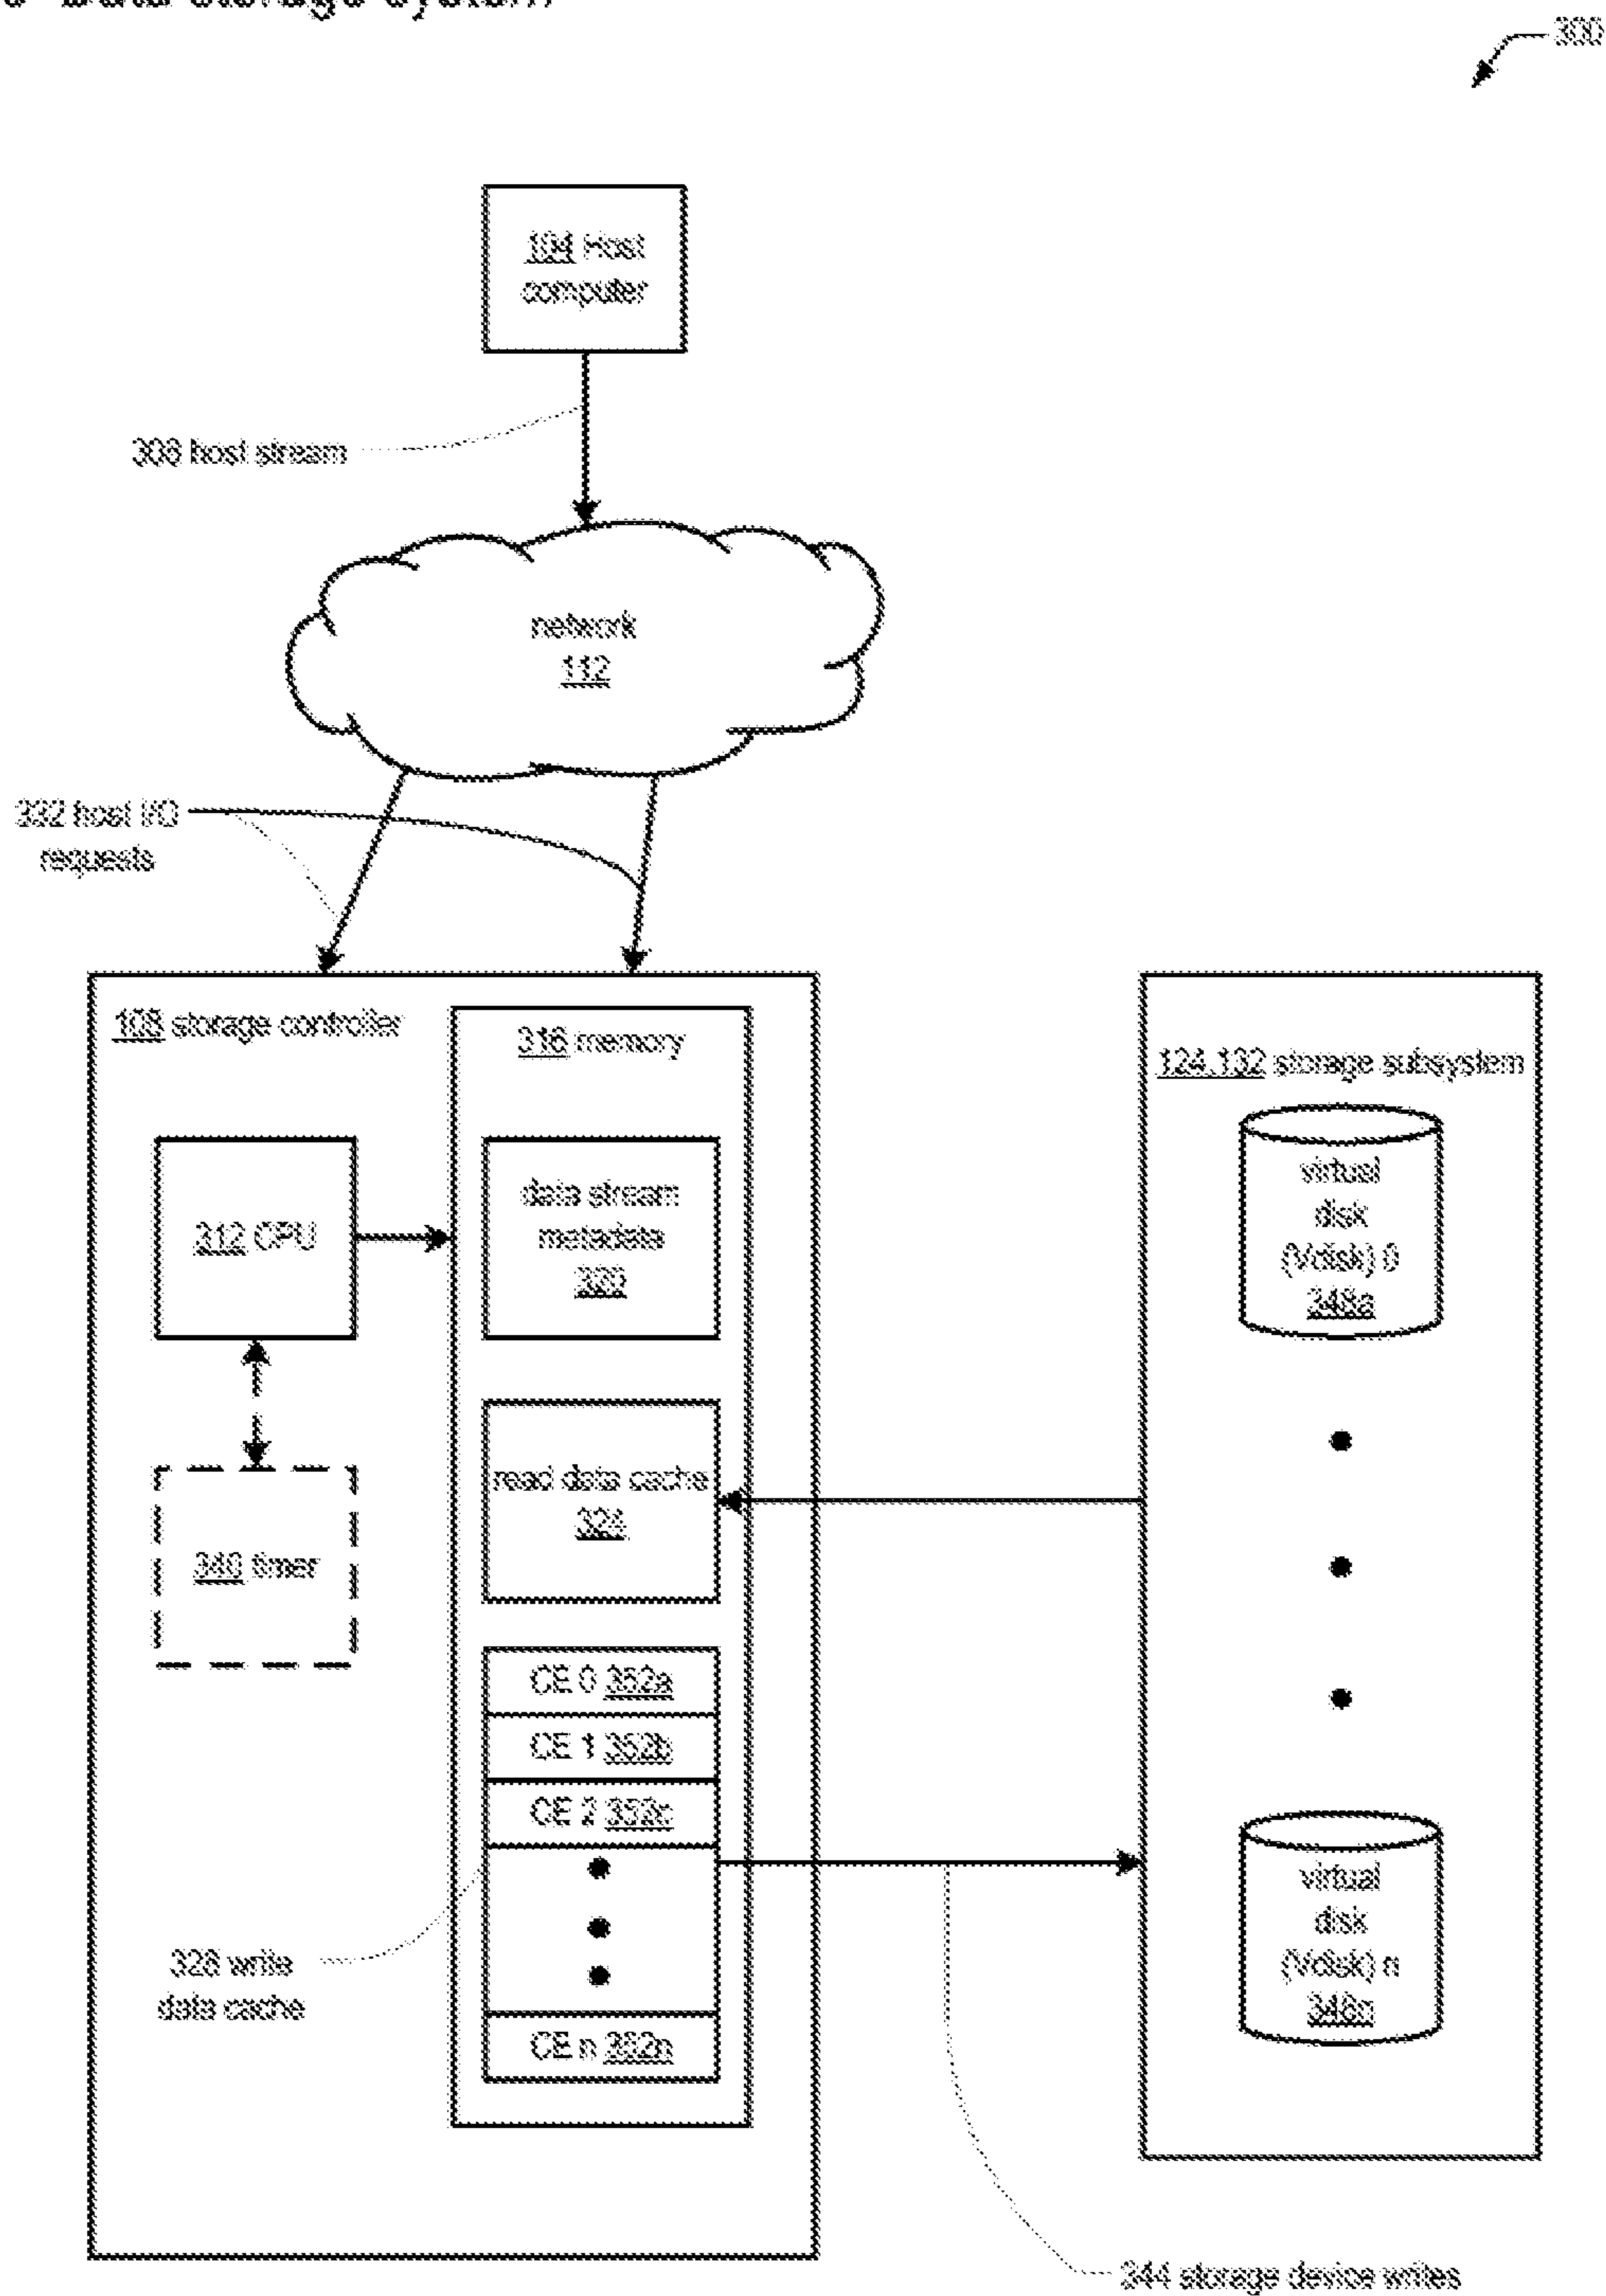 Data storage system
300
104 Host
computer
308 host stream
network
112
332 host I/O
requests
108 storage controller
316 memory
124,132 storage subsystem
312 CPU
data stream
metadata
320
virtual
disk
(Vdisk) 0
348a
340 timer
read data cache
324
CE 0 352a
CE 1 352b
CE 2 352c
328 write
data cache
CE n 352n
virtual
disk
(Vdisk) n
348n
344 storage device writes